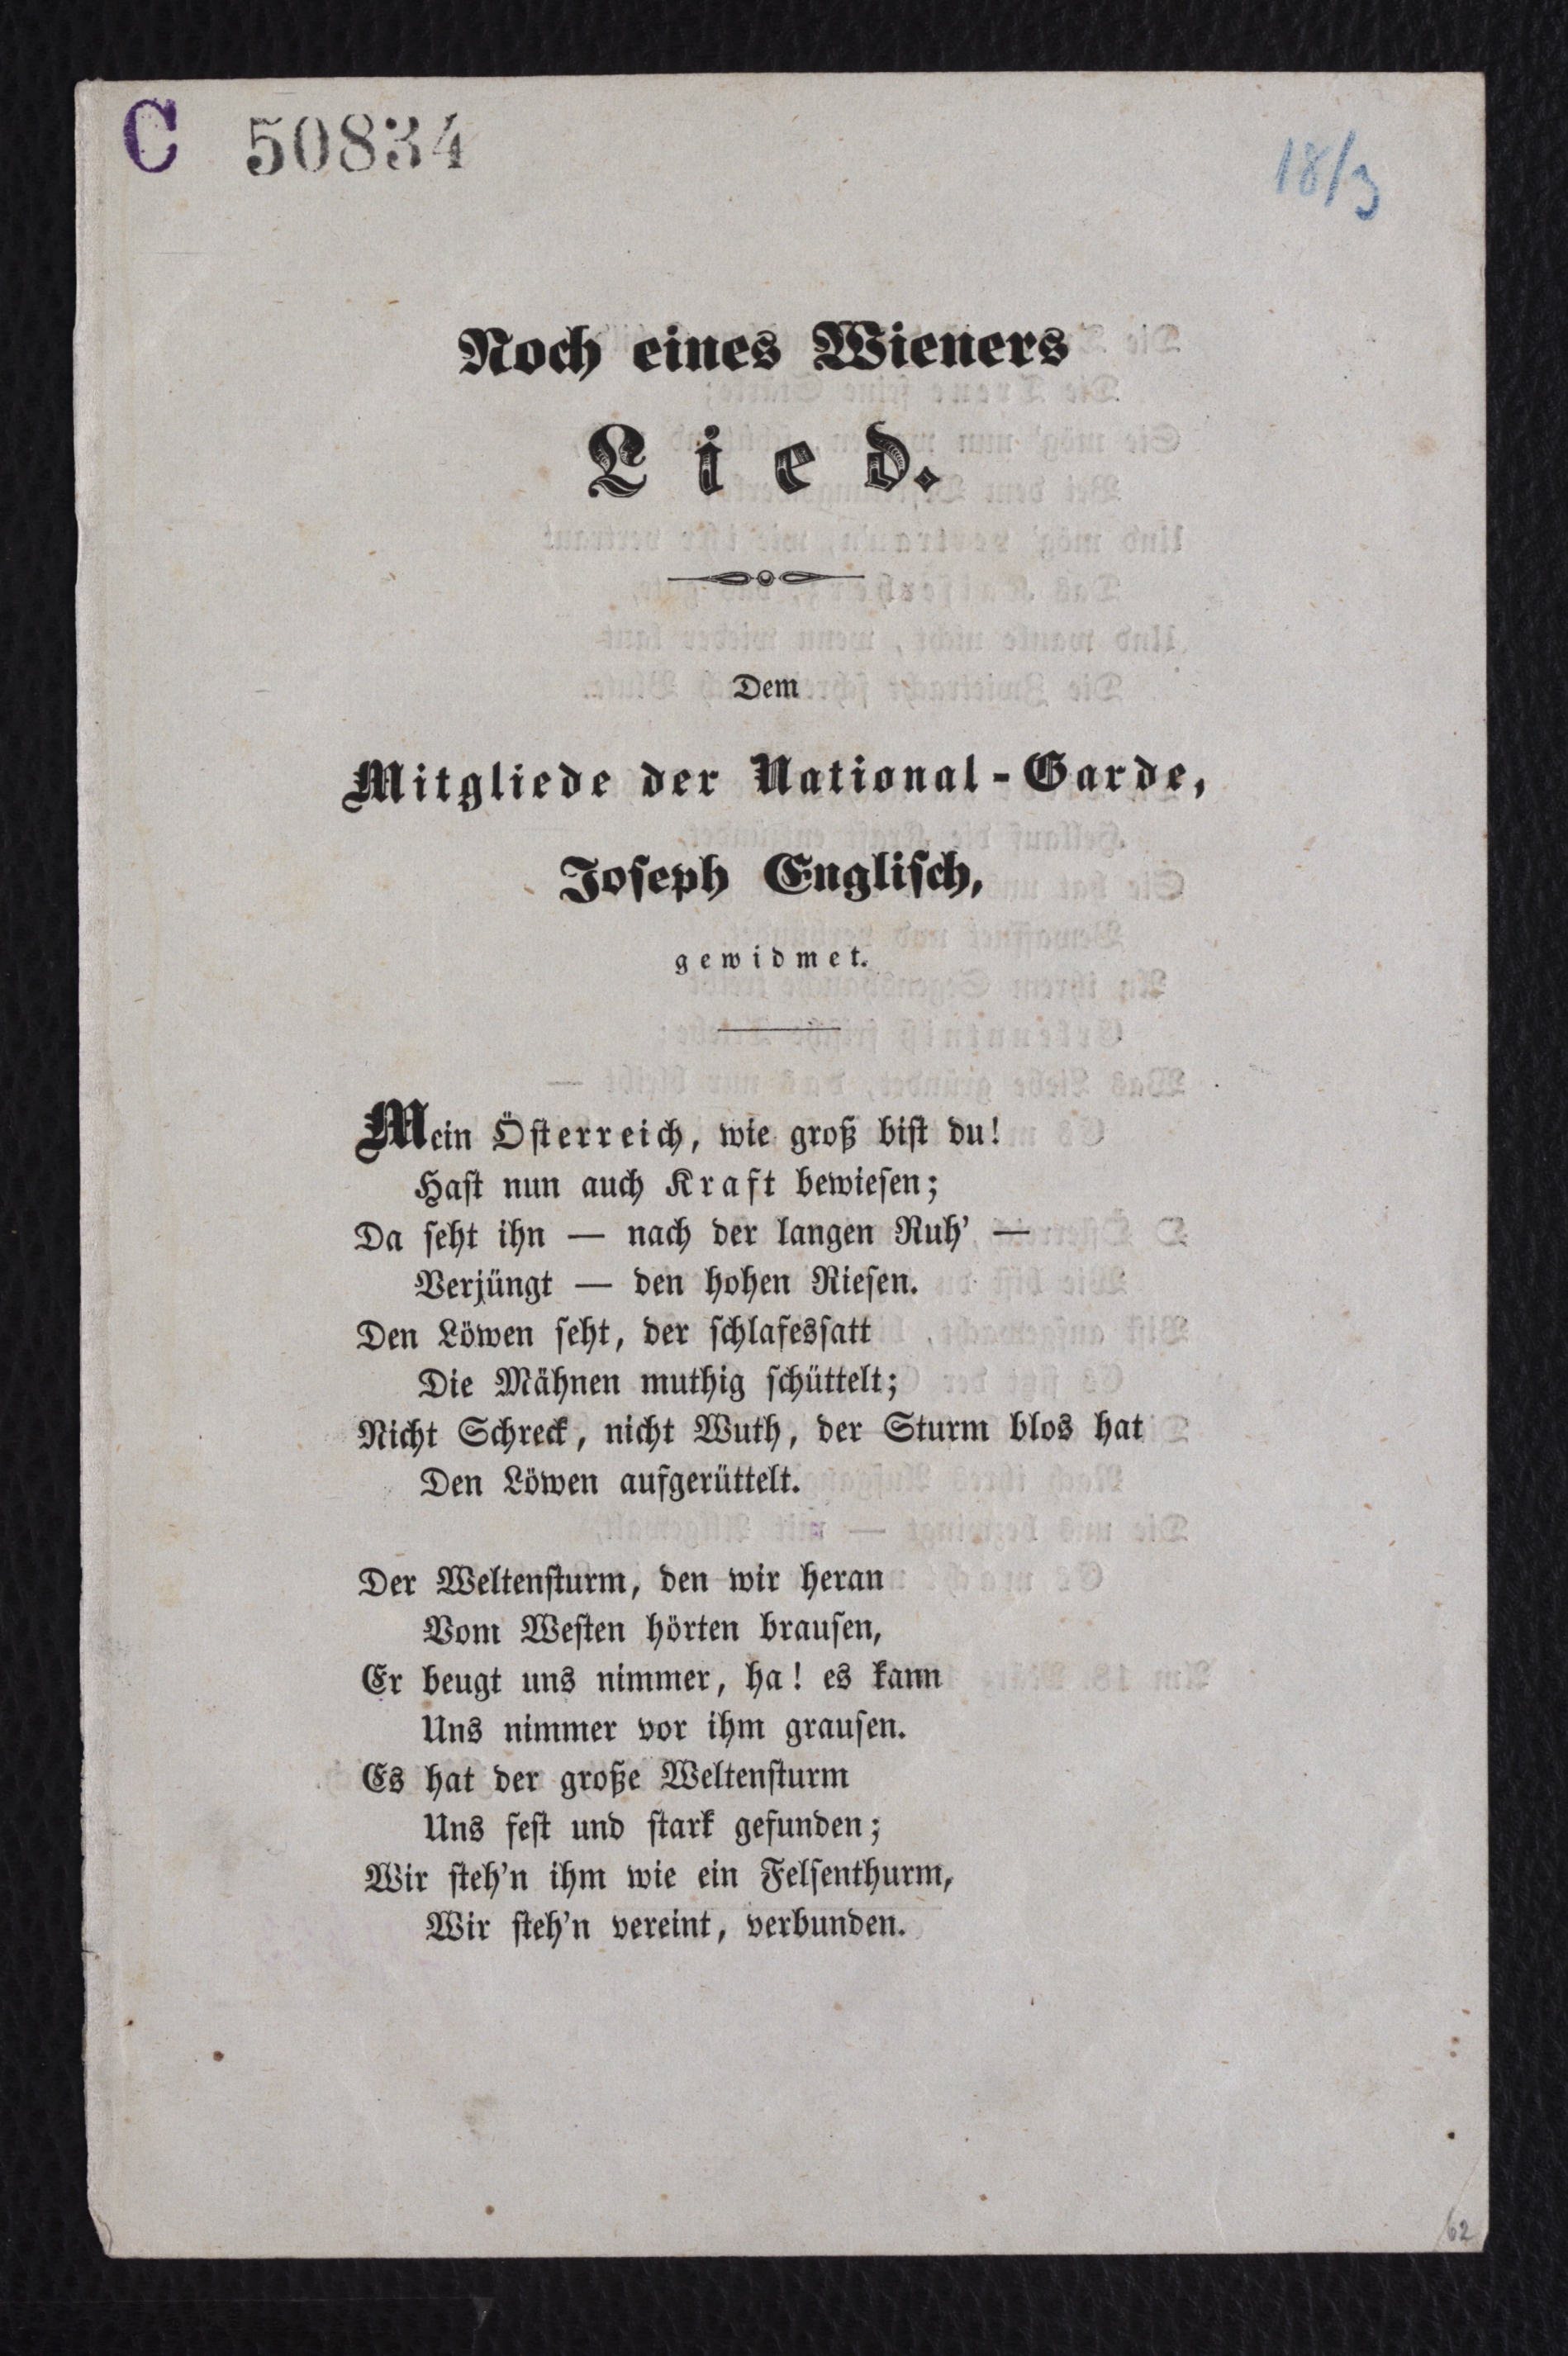 C 50834
18/3
Noch eines Wieners
Lied.
Dem
Mitgliede der National-Garde,
Joseph Engliſch,
gewidmet.
Mein Öſterreich, wie groß biſt du!
Haſt nun auch Kraft bewieſen;
Da ſeht ihn — nach der langen Ruh' —
Verjüngt — den hohen Rieſen.
Den Löwen ſeht, der ſchlafesſatt
Die Mähnen muthig ſchüttelt;
Nicht Schreck, nicht Wuth, der Sturm blos hat
Den Löwen aufgerüttelt.
Der Weltenſturm, den wir heran
Vom Weſten hörten brauſen,
Er beugt uns nimmer, ha! es kann
Uns nimmer vor ihm grauſen.
Es hat der große Weltenſturm
Uns feſt und ſtark gefunden;
Wir ſteh'n ihm wie ein Felſenthurm,
Wir ſteh'n vereint, verbunden.
62